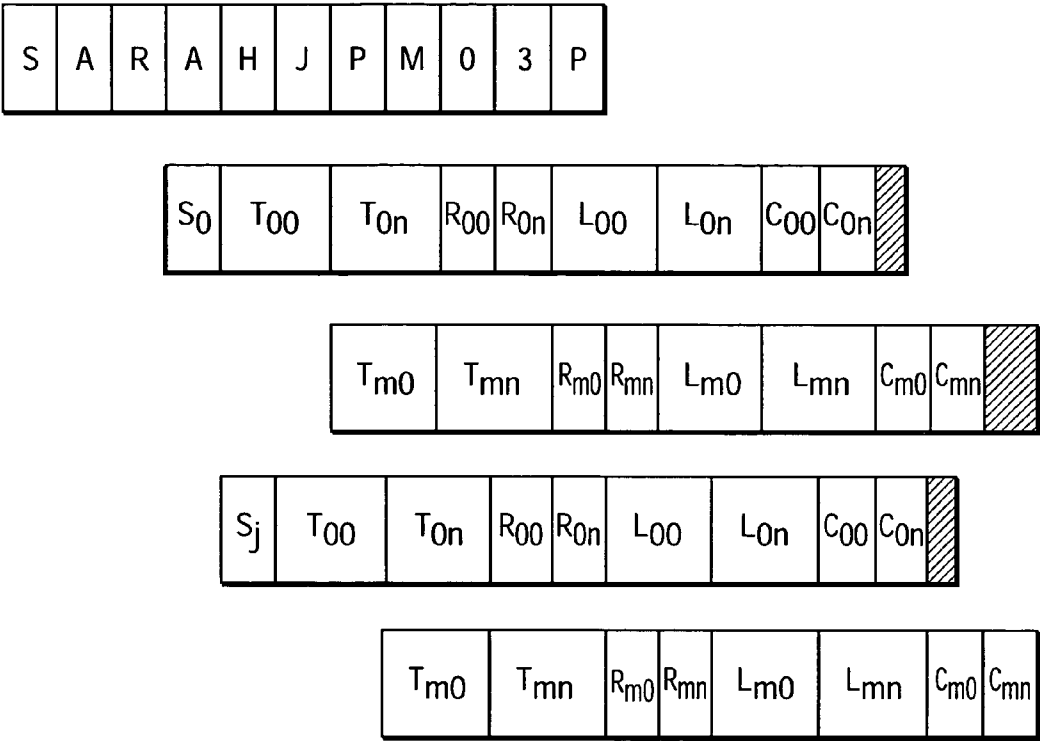 S A R A H J P M 0 3 P
S0 T00 T0n R00 R0n L00 L0n C00 C0n
Tm0 Tmn Rm0 Rmn Lm0 Lmn Cm0 Cmn
Sj T00 T0n R00 R0n L00 L0n C00 C0n
Tm0 Tmn Rm0 Rmn Lm0 Lmn Cm0 Cmn